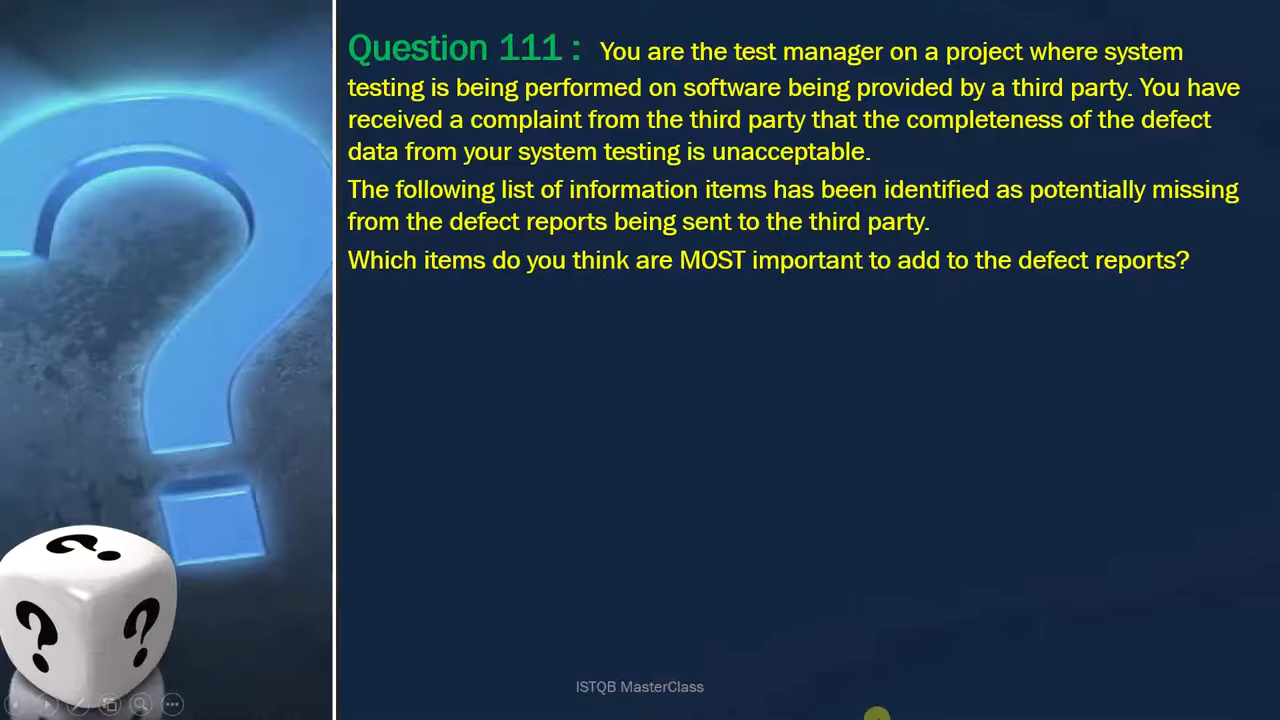 Question 111 : You are the test manager on a project where system
testing is being performed on software being provided by a third party. You have
received a complaint from the third party that the completeness of the defect
data from your system testing is unacceptable.
The following list of information items has been identified as potentially missing
from the defect reports being sent to the third party.
Which items do you think are MOST important to add to the defect reports?
ISTQB MasterClass